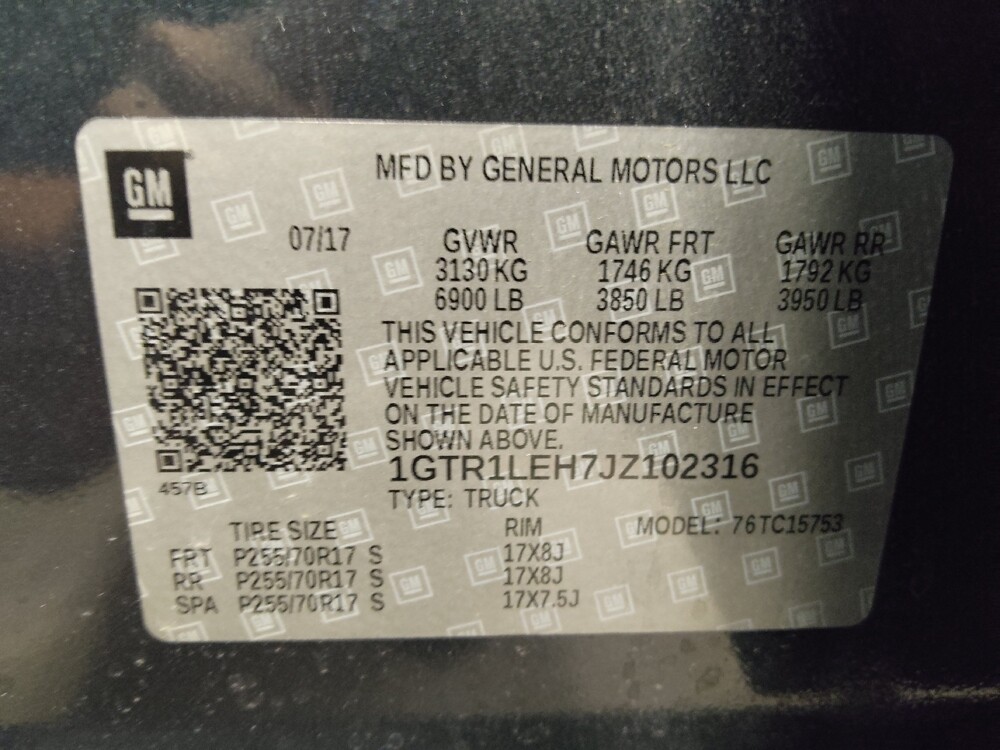 GM
MFD BY GENERAL MOTORS LLC
07/17 GVWR GAWR FRT GAWR RR
3130 KG 1746 KG 1792 KG
6900 LB 3850 LB 3950 LB
THIS VEHICLE CONFORMS TO ALL
APPLICABLE U.S. FEDERAL MOTOR
VEHICLE SAFETY STANDARDS IN EFFECT
ON THE DATE OF MANUFACTURE
SHOWN ABOVE.
1GTR1LEH7JZ102316
457B
TYPE: TRUCK
TIRE SIZE RIM MODEL: 76TC15753
FRT P255/70R17 S 17X8J
RR P255/70R17 S 17X8J
SPA P255/70R17 S 17X7.5J